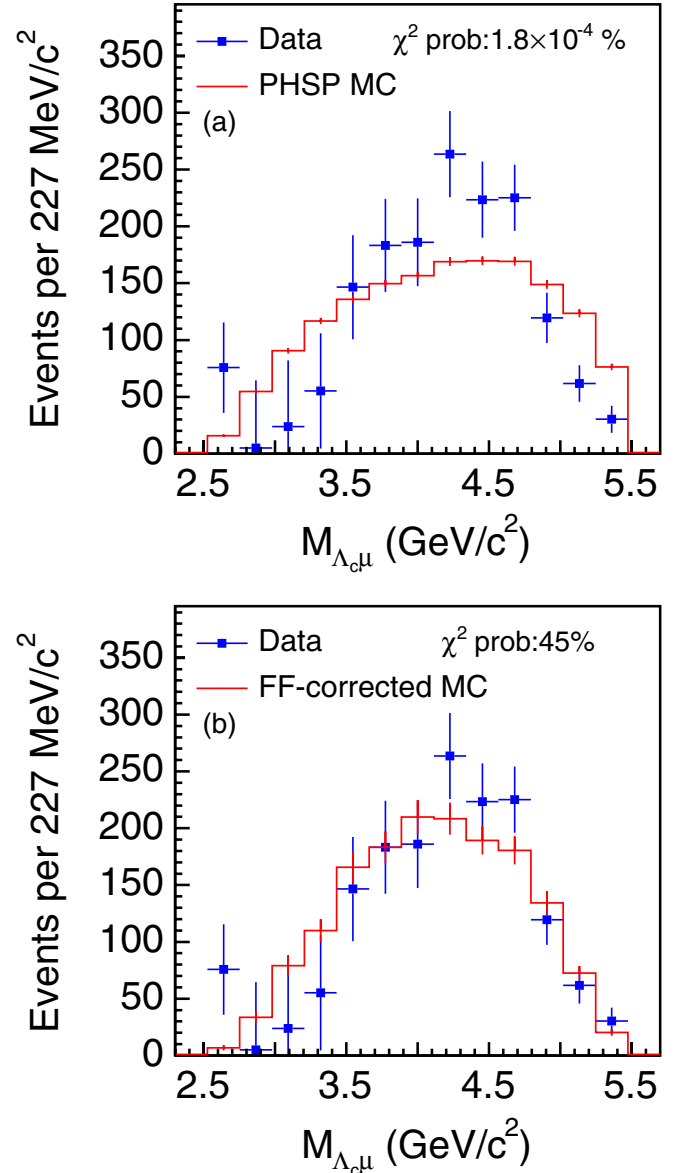 Events per 227 MeV/c²
350
300
250
200
150
100
50
0
Data
χ² prob:1.8×10⁻⁴ %
PHSP MC
(a)
2.5 3.5 4.5 5.5
M_Λcμ (GeV/c²)
Events per 227 MeV/c²
350
300
250
200
150
100
50
0
Data
χ² prob:45%
FF-corrected MC
(b)
2.5 3.5 4.5 5.5
M_Λcμ (GeV/c²)